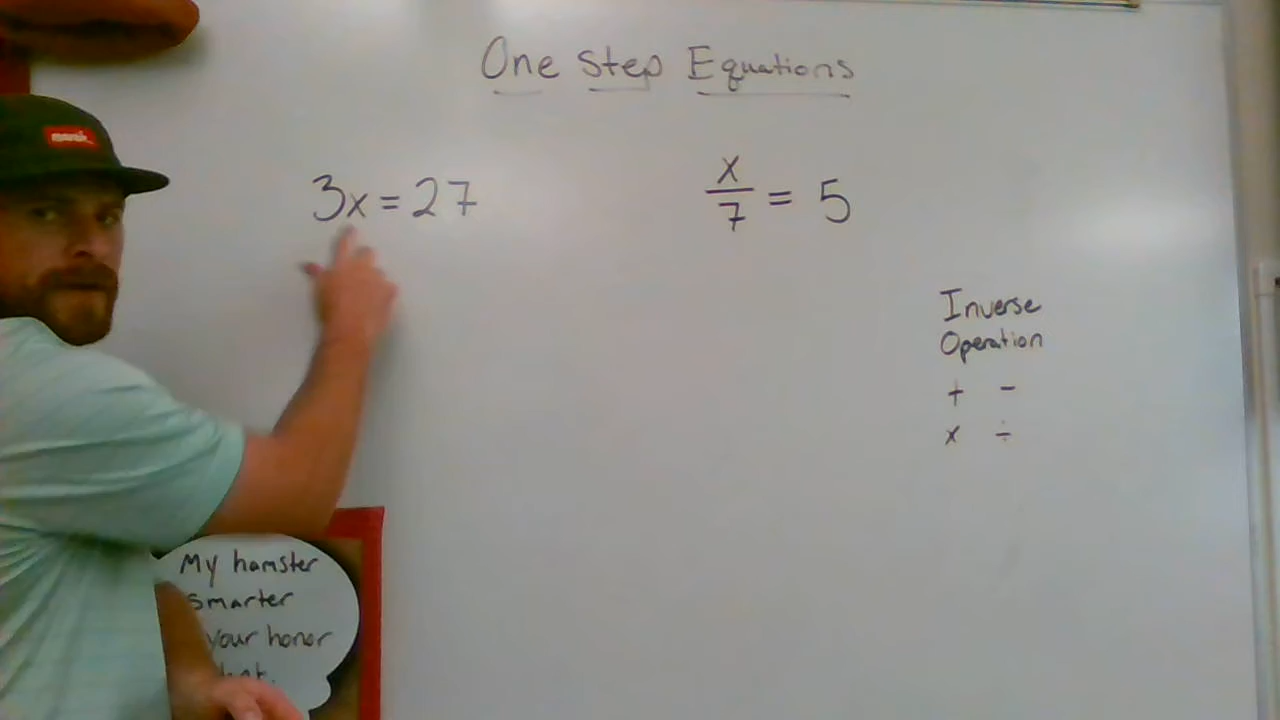 One Step Equations
3x = 27
x/7 = 5
Inverse
Operation
+ -
x ÷
My hamster
smarter
your honor